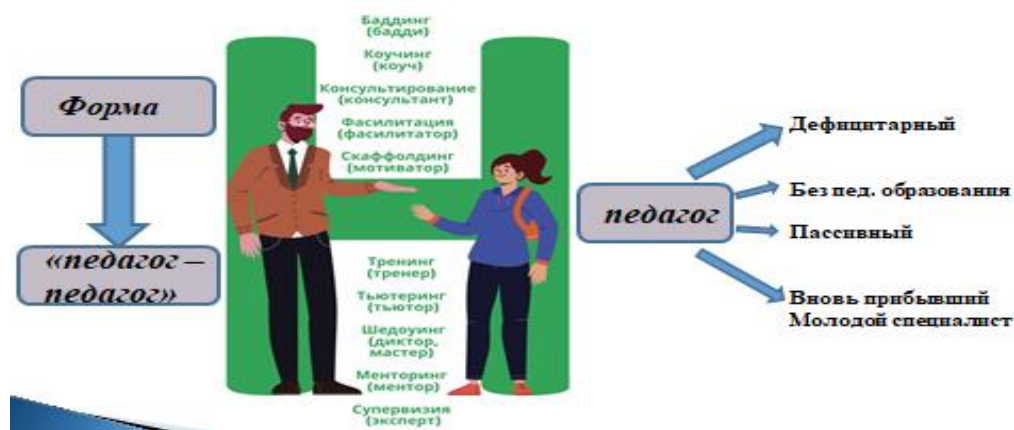 Форма
«педагог –
педагог»
Баддинг
(бадди)
Коучинг
(коуч)
Консультирование
(консультант)
Фасилитация
(фасилитатор)
Скаффолдинг
(мотиватор)
Тренинг
(тренер)
Тьютеринг
(тьютор)
Шедоуинг
(диктор,
мастер)
Менторинг
(ментор)
Супервизия
(эксперт)
педагог
Дефицитарный
Без пед. образования
Пассивный
Вновь прибывший
Молодой специалист